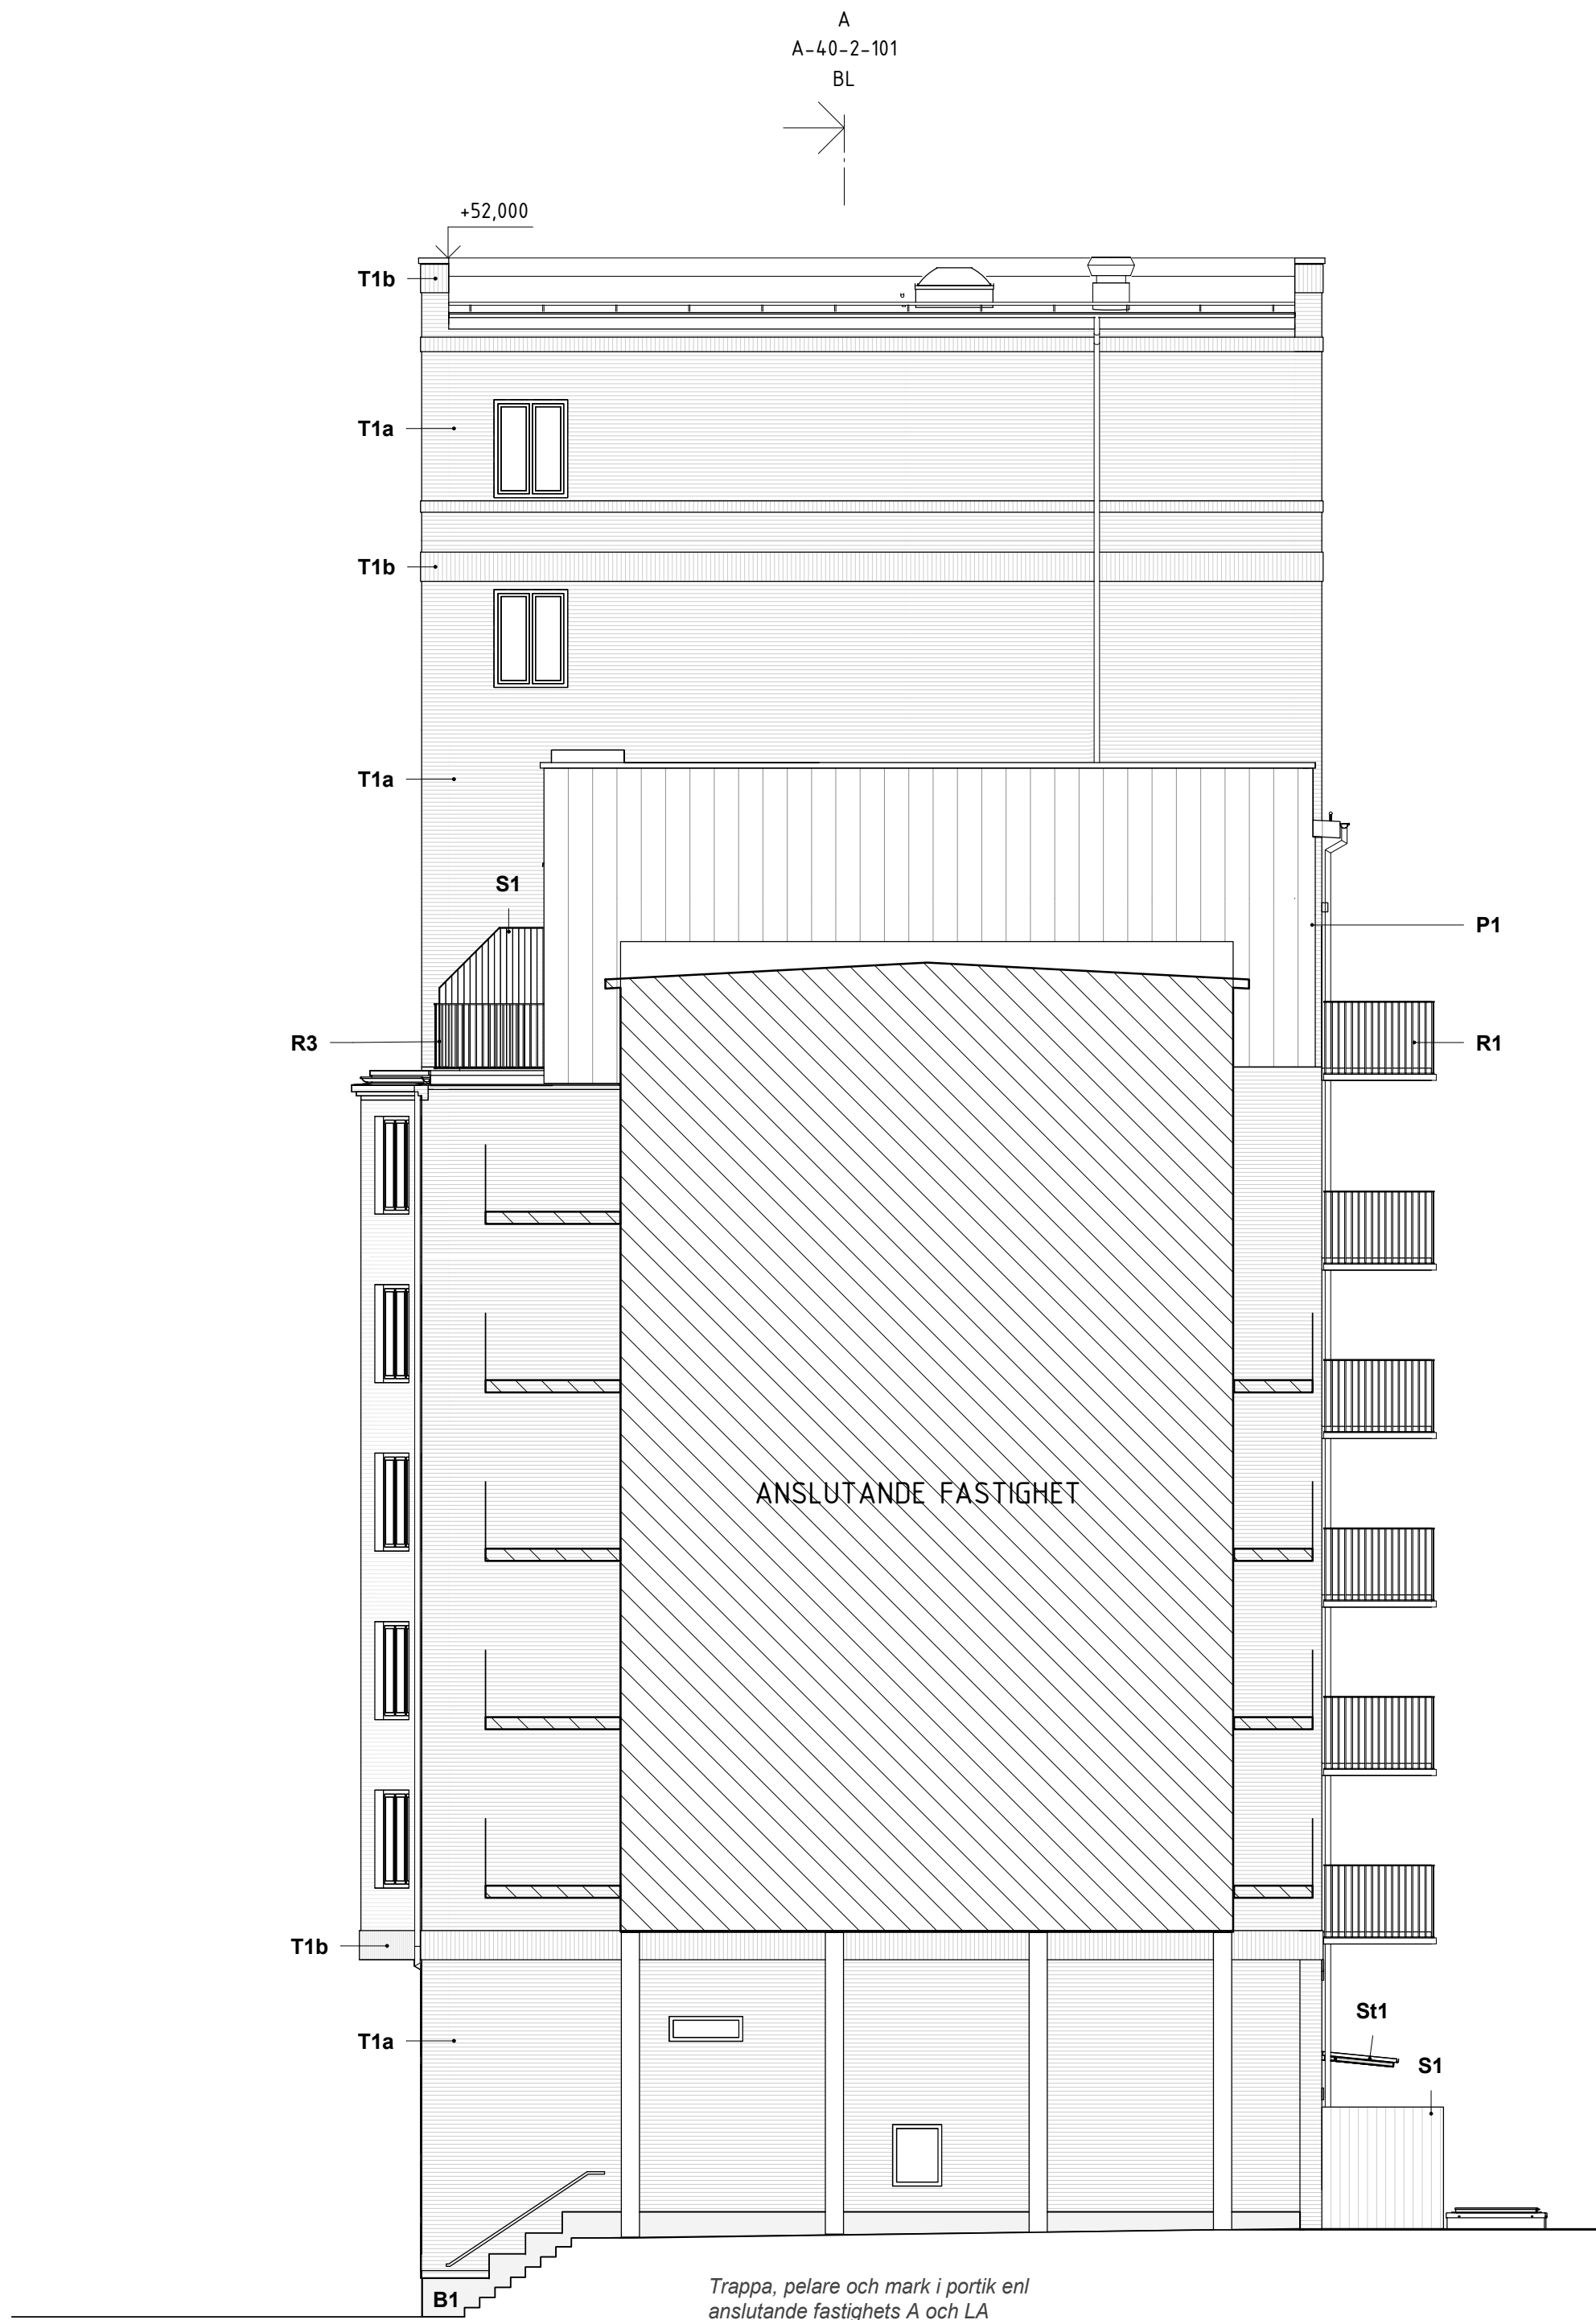 A
A-40-2-101
BL
+52,000
T1b
T1a
T1b
T1a
S1
P1
R3
R1
ANSLUTANDE FASTIGHET
T1b
St1
T1a
S1
B1
Trappa, pelare och mark i portik enl
anslutande fastighets A och LA